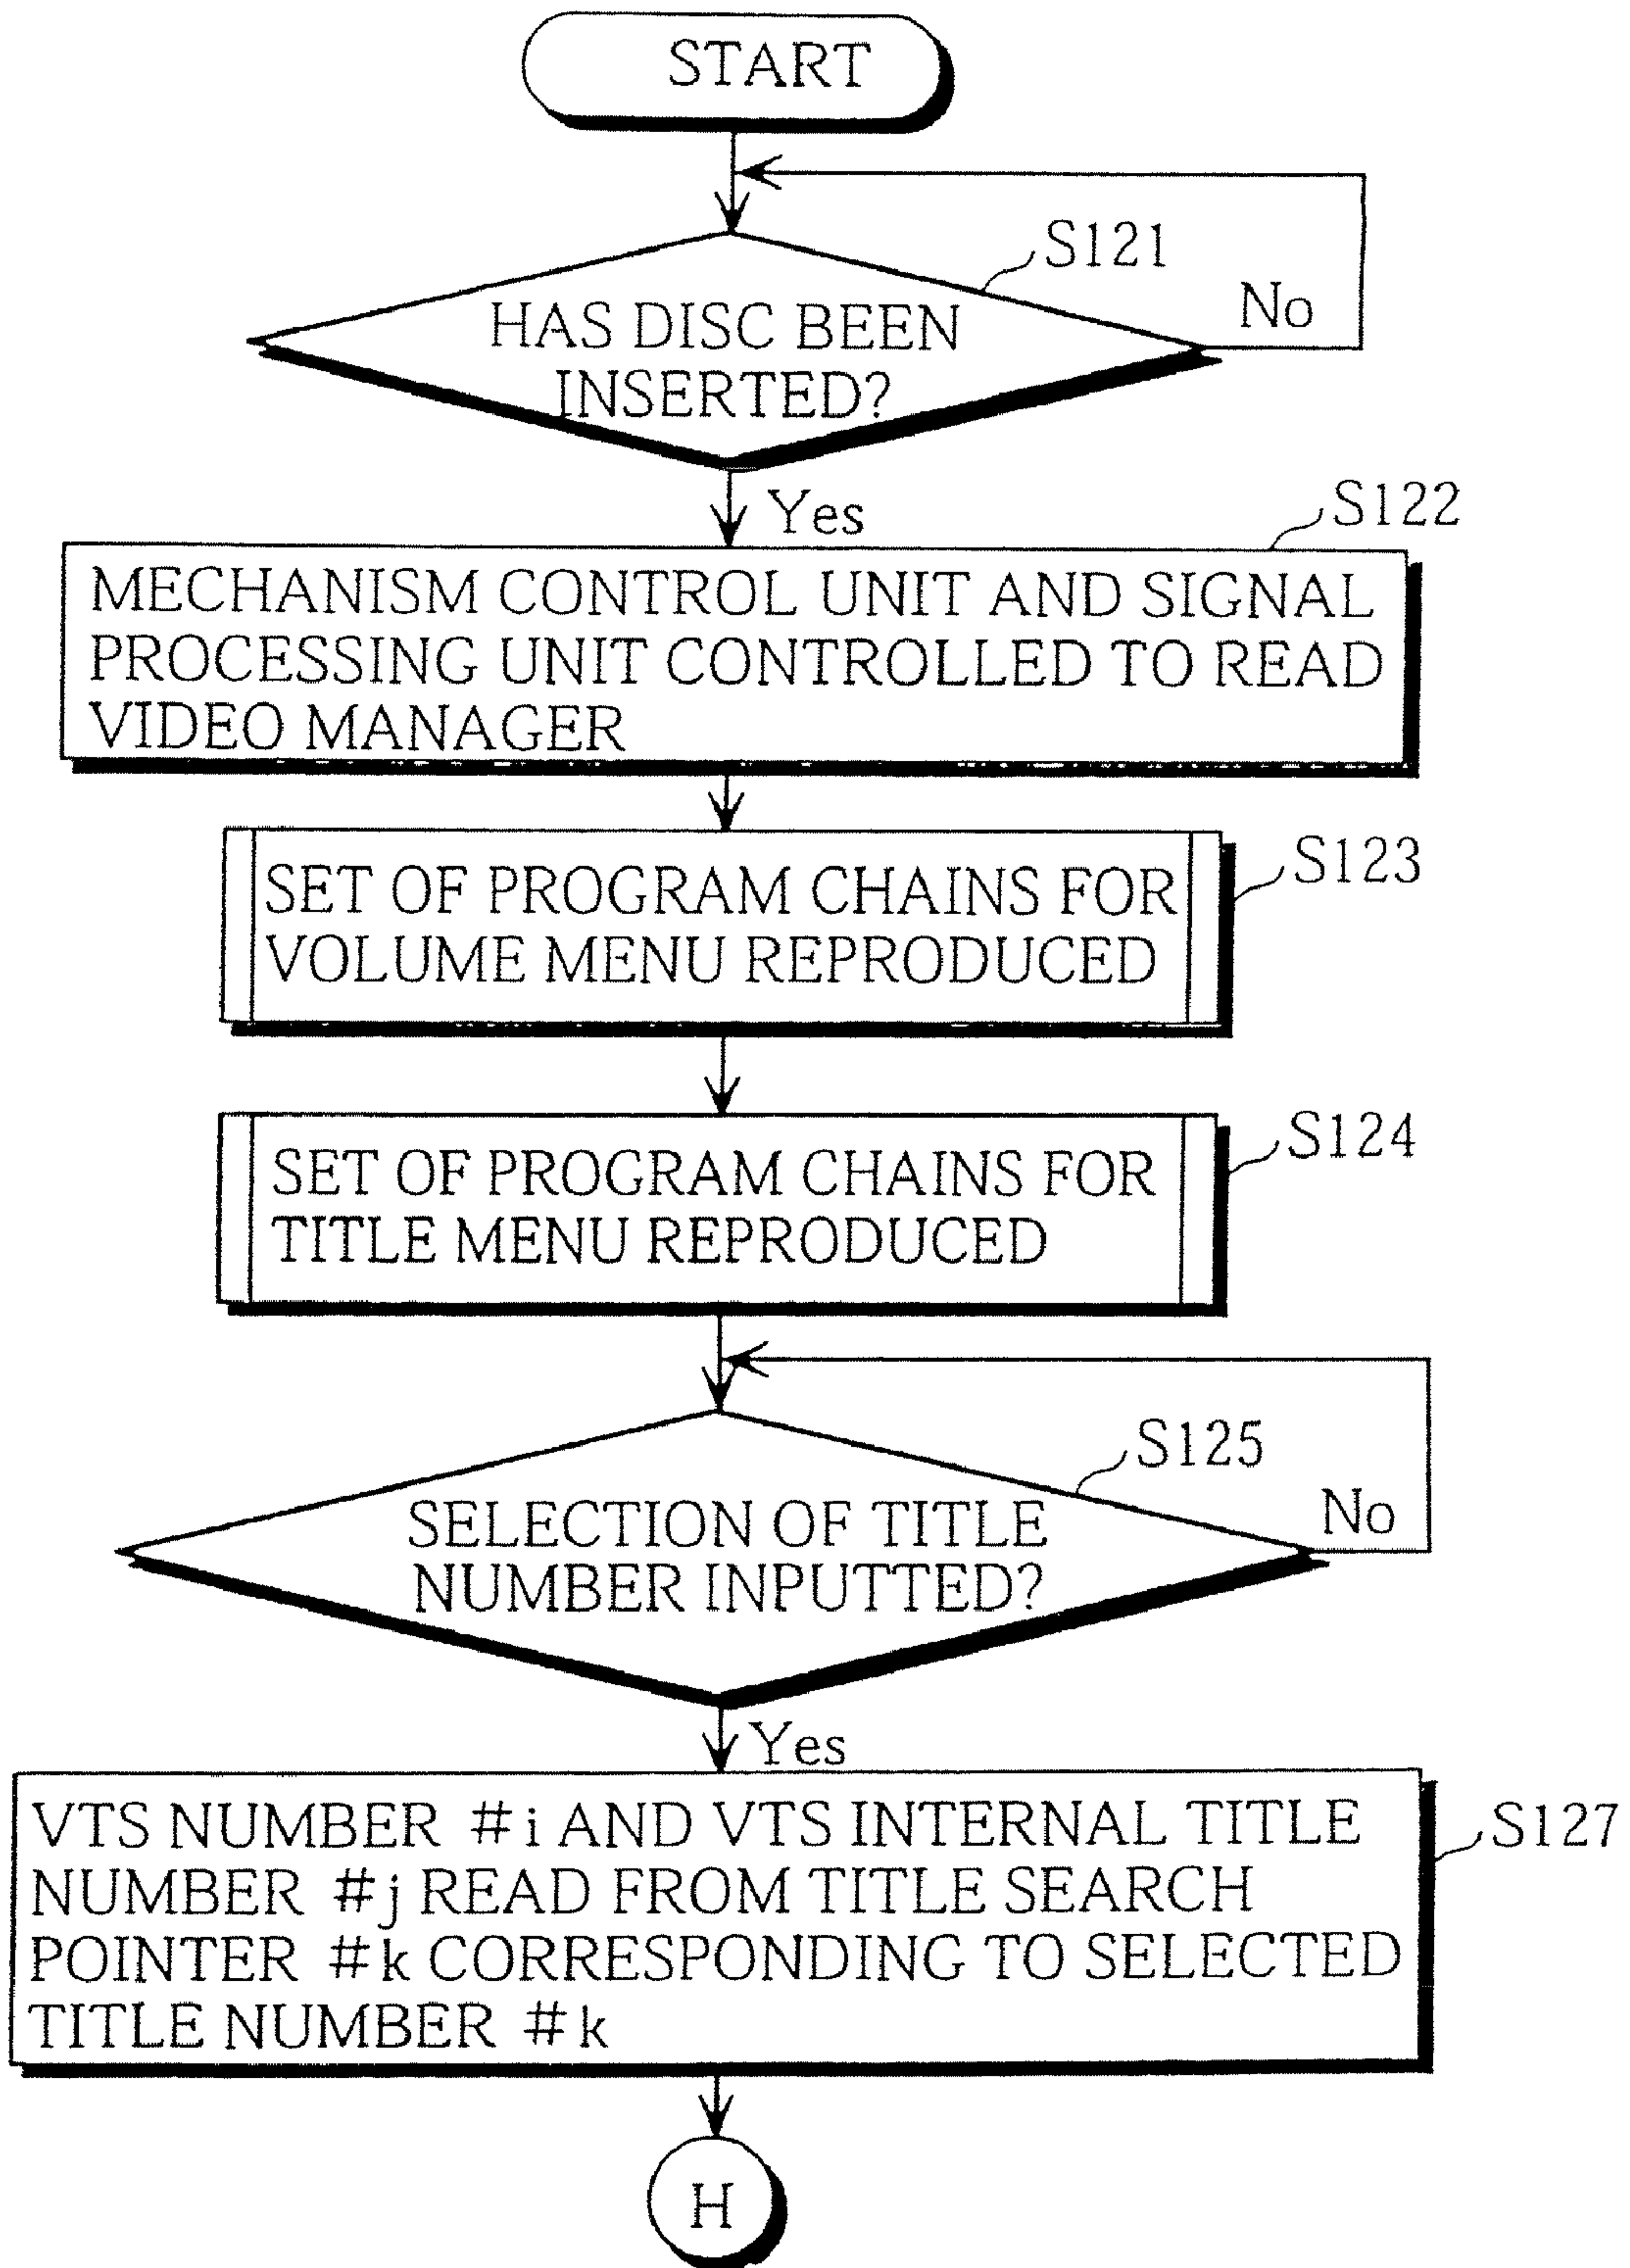 START
S121
No
HAS DISC BEEN
INSERTED?
Yes
S122
MECHANISM CONTROL UNIT AND SIGNAL
PROCESSING UNIT CONTROLLED TO READ
VIDEO MANAGER
S123
SET OF PROGRAM CHAINS FOR
VOLUME MENU REPRODUCED
S124
SET OF PROGRAM CHAINS FOR
TITLE MENU REPRODUCED
S125
No
SELECTION OF TITLE
NUMBER INPUTTED?
Yes
VTS NUMBER #i AND VTS INTERNAL TITLE
S127
NUMBER #j READ FROM TITLE SEARCH
POINTER #k CORRESPONDING TO SELECTED
TITLE NUMBER #k
H